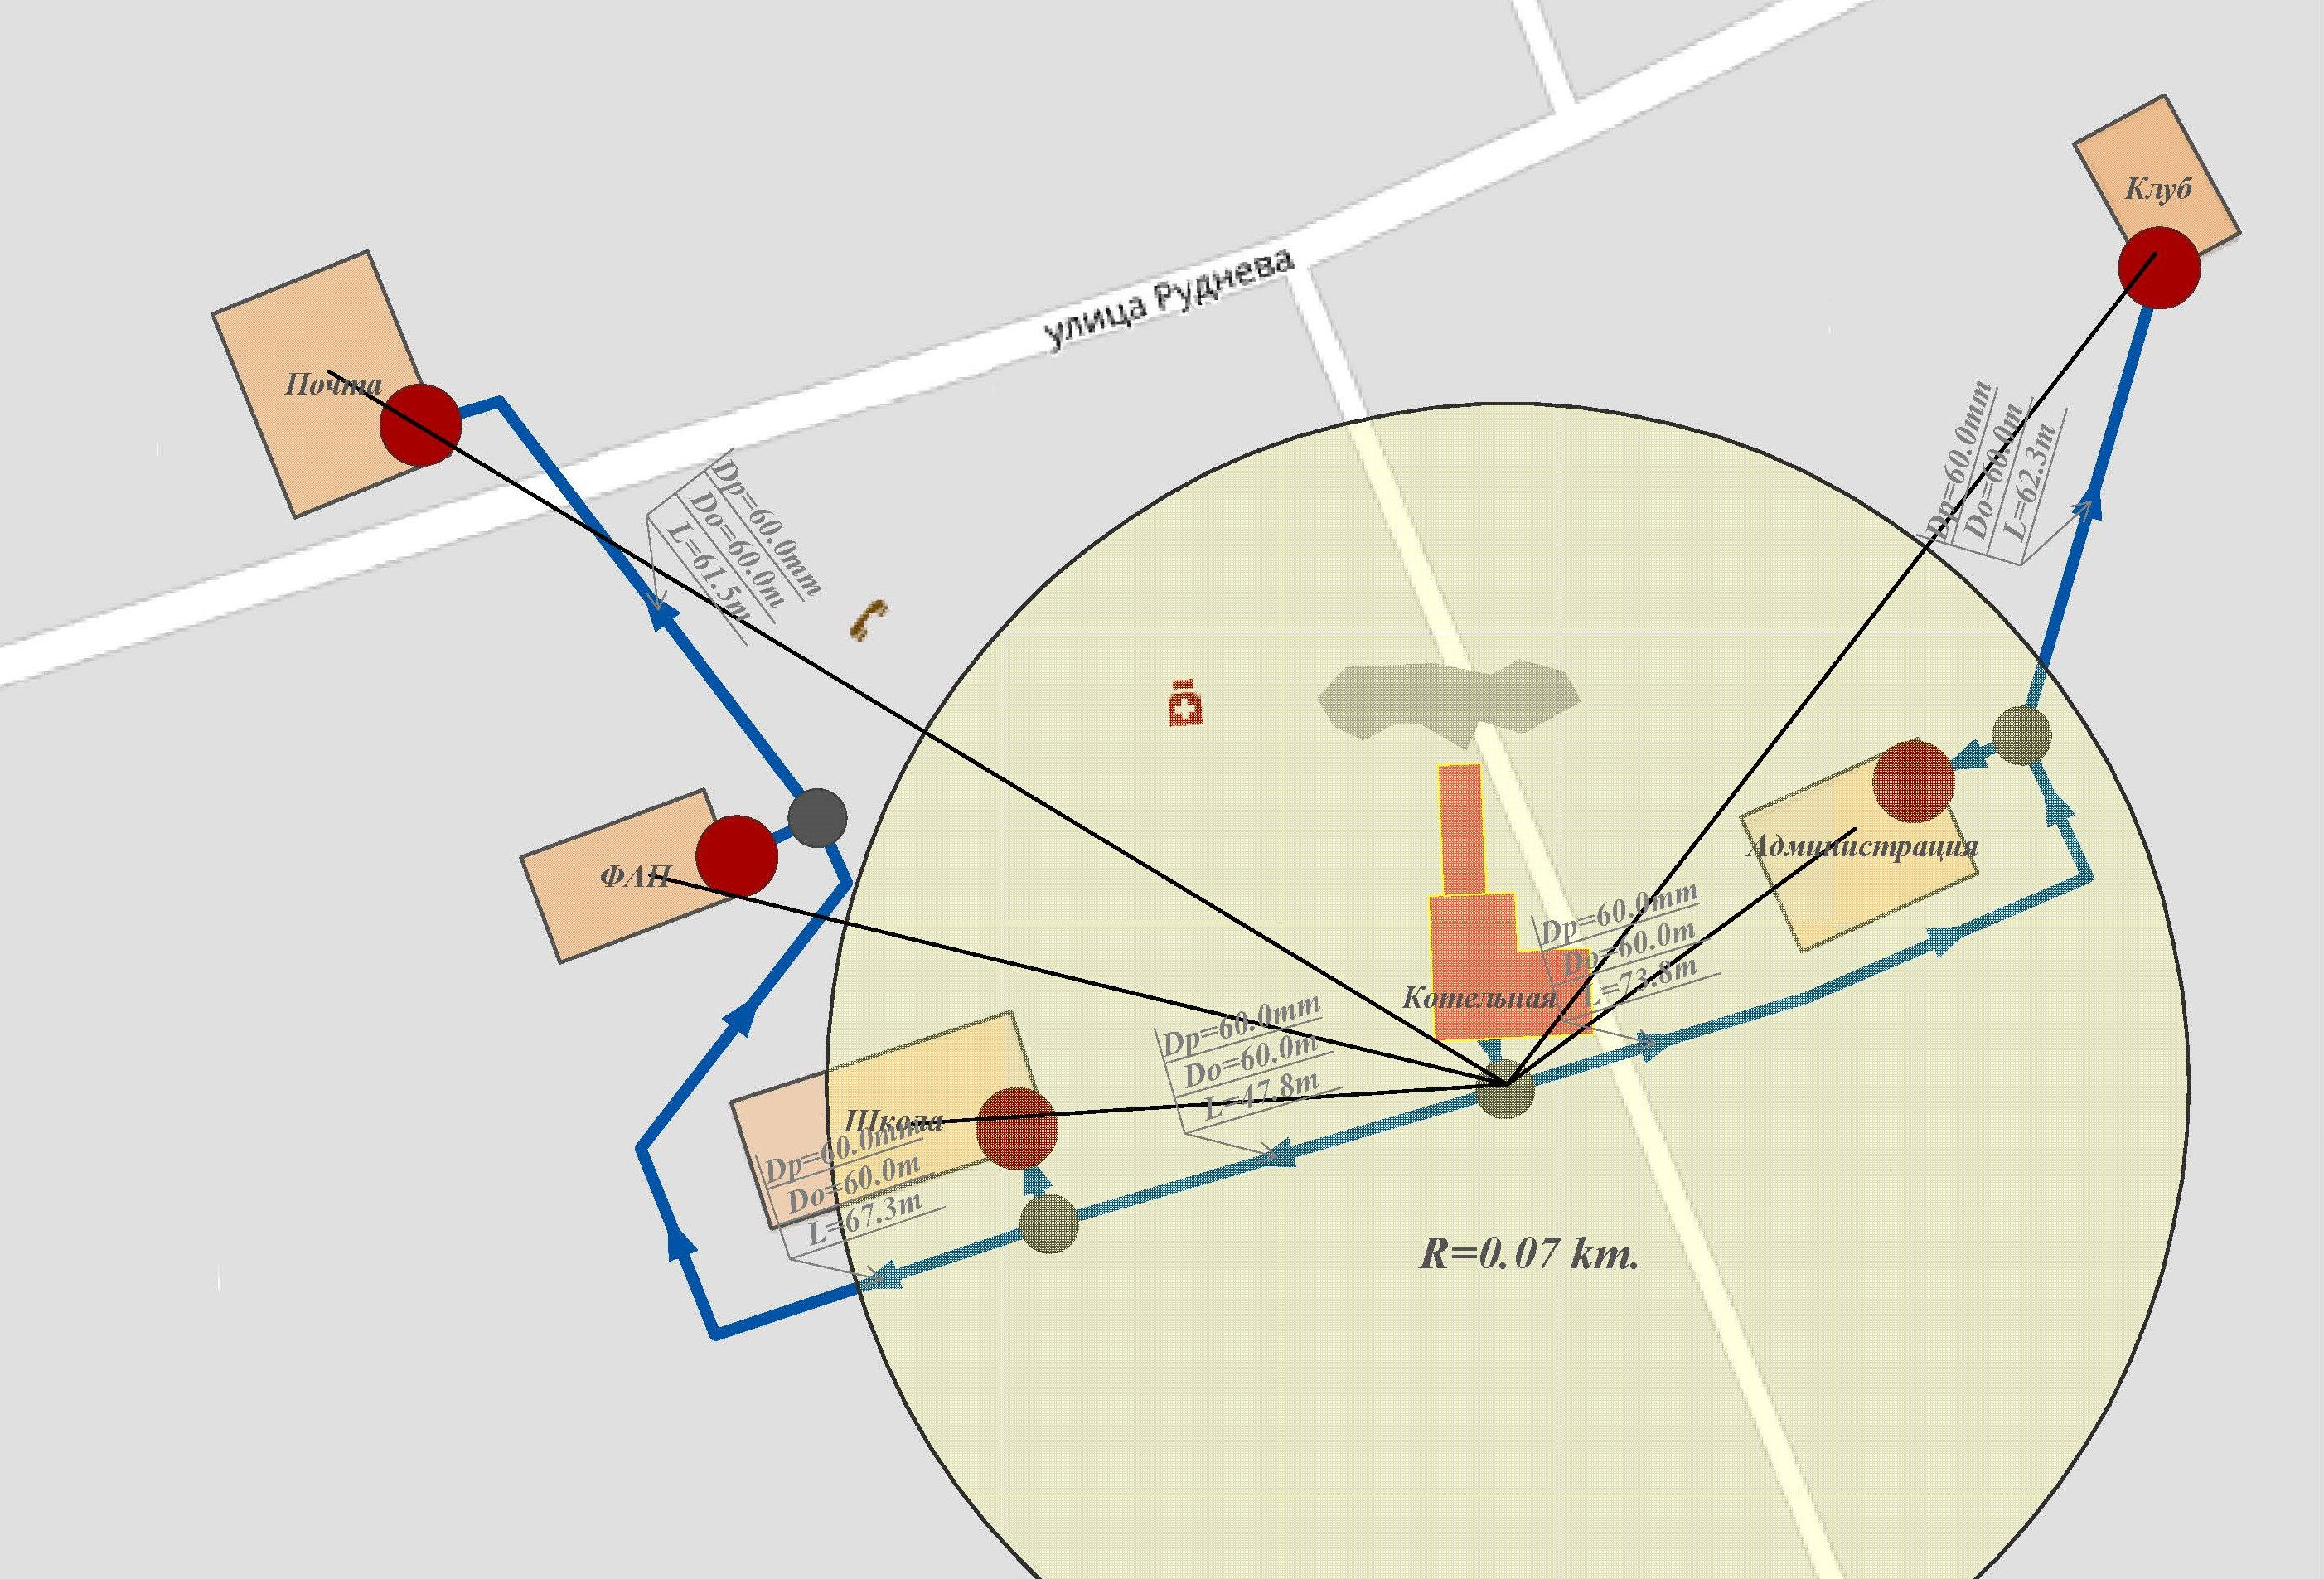 Клуб
улица Руднева
Почта
Dp=60.0mm
Do=60.0m
L=62.3m
Dp=60.0mm
Do=60.0m
L=61.5m
Администрация
ФАП
Dp=60.0mm
Do=60.0m
L=73.8m
Котельная
Dp=60.0mm
Do=60.0m
L=47.8m
Школа
Dp=60.0mm
Do=60.0m
L=67.3m
R=0.07 km.